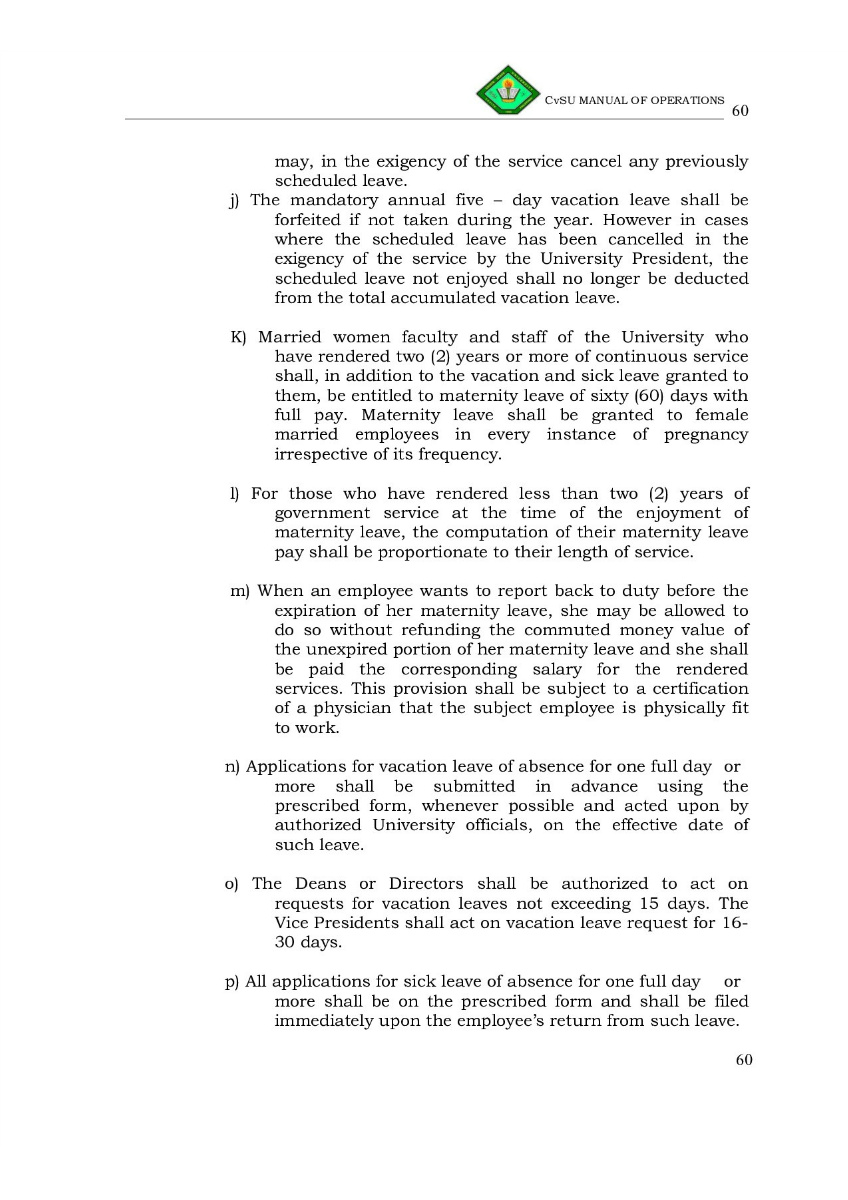 CvSU MANUAL OF OPERATIONS 60
may, in the exigency of the service cancel any previously
scheduled leave.
j) The mandatory annual five – day vacation leave shall be
forfeited if not taken during the year. However in cases
where the scheduled leave has been cancelled in the
exigency of the service by the University President, the
scheduled leave not enjoyed shall no longer be deducted
from the total accumulated vacation leave.
K) Married women faculty and staff of the University who
have rendered two (2) years or more of continuous service
shall, in addition to the vacation and sick leave granted to
them, be entitled to maternity leave of sixty (60) days with
full pay. Maternity leave shall be granted to female
married employees in every instance of pregnancy
irrespective of its frequency.
l) For those who have rendered less than two (2) years of
government service at the time of the enjoyment of
maternity leave, the computation of their maternity leave
pay shall be proportionate to their length of service.
m) When an employee wants to report back to duty before the
expiration of her maternity leave, she may be allowed to
do so without refunding the commuted money value of
the unexpired portion of her maternity leave and she shall
be paid the corresponding salary for the rendered
services. This provision shall be subject to a certification
of a physician that the subject employee is physically fit
to work.
n) Applications for vacation leave of absence for one full day or
more shall be submitted in advance using the
prescribed form, whenever possible and acted upon by
authorized University officials, on the effective date of
such leave.
o) The Deans or Directors shall be authorized to act on
requests for vacation leaves not exceeding 15 days. The
Vice Presidents shall act on vacation leave request for 16-
30 days.
p) All applications for sick leave of absence for one full day or
more shall be on the prescribed form and shall be filed
immediately upon the employee's return from such leave.
60